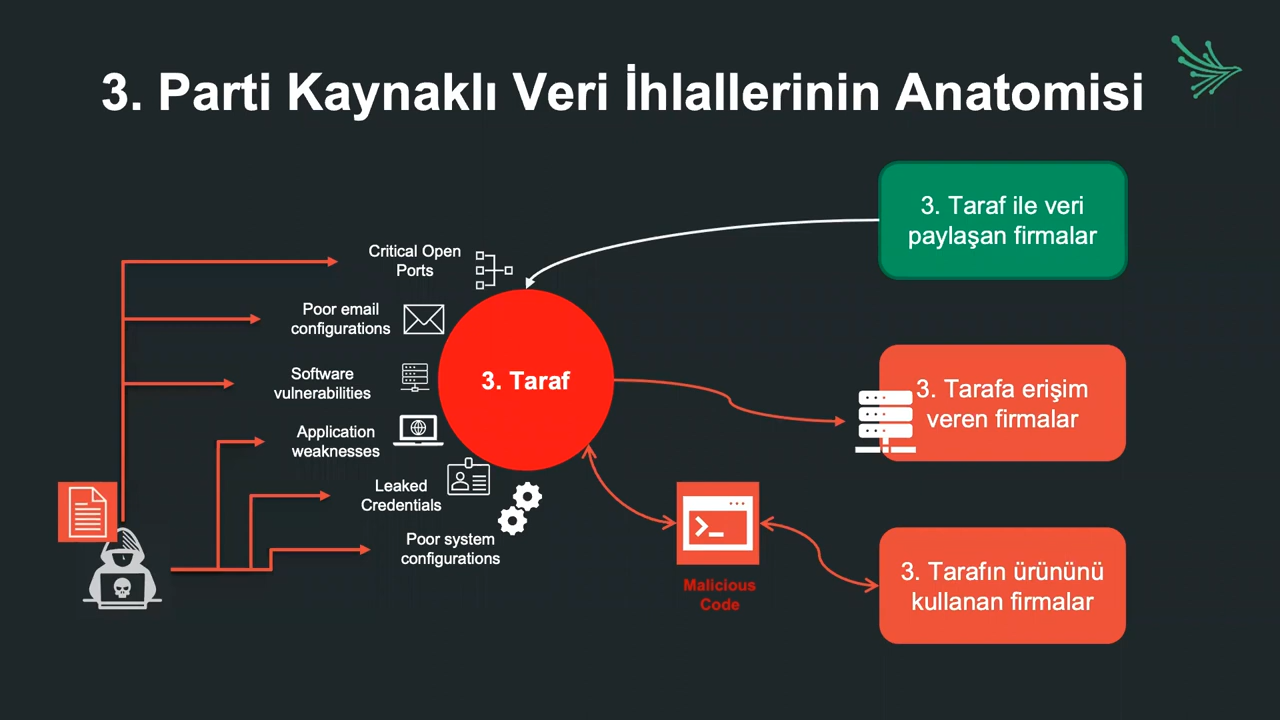 3. Parti Kaynaklı Veri İhlallerinin Anatomisi
3. Taraf ile veri
paylaşan firmalar
Critical Open
Ports
Poor email
configurations
Software
vulnerabilities
3. Taraf
3. Tarafa erişim
veren firmalar
Application
weaknesses
Leaked
Credentials
Poor system
configurations
Malicious
Code
3. Tarafın ürününü
kullanan firmalar